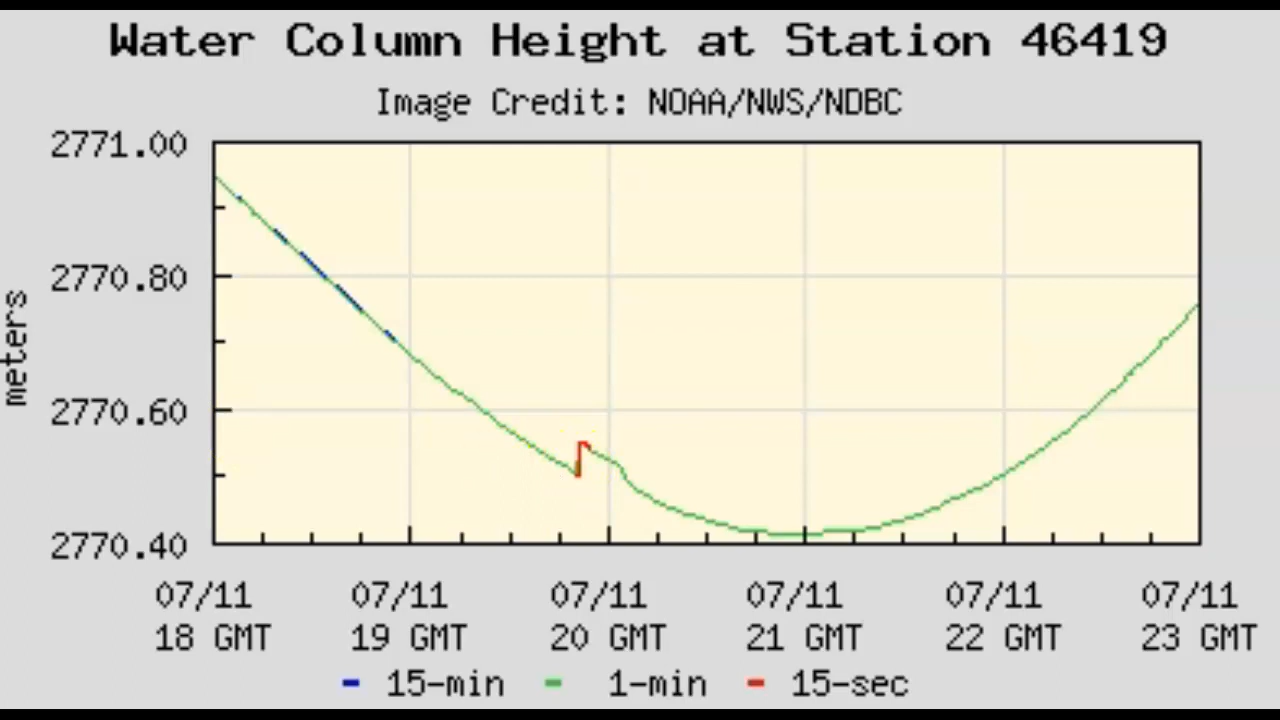 Water Column Height at Station 46419
Image Credit: NOAA/NWS/NDBC
2771.00
2770.80
2770.60
2770.40
meters
07/11 07/11 07/11 07/11 07/11 07/11
18 GMT 19 GMT 20 GMT 21 GMT 22 GMT 23 GMT
15-min 1-min 15-sec